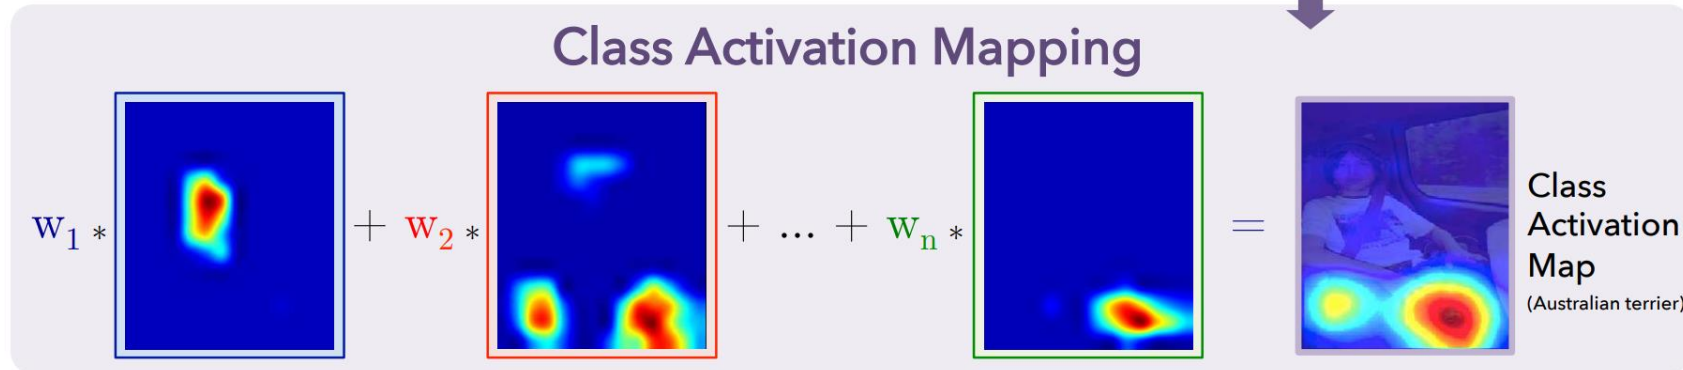 Class Activation Mapping
w₁ * + w₂ * + ... + wₙ * =
Class
Activation
Map
(Australian terrier)